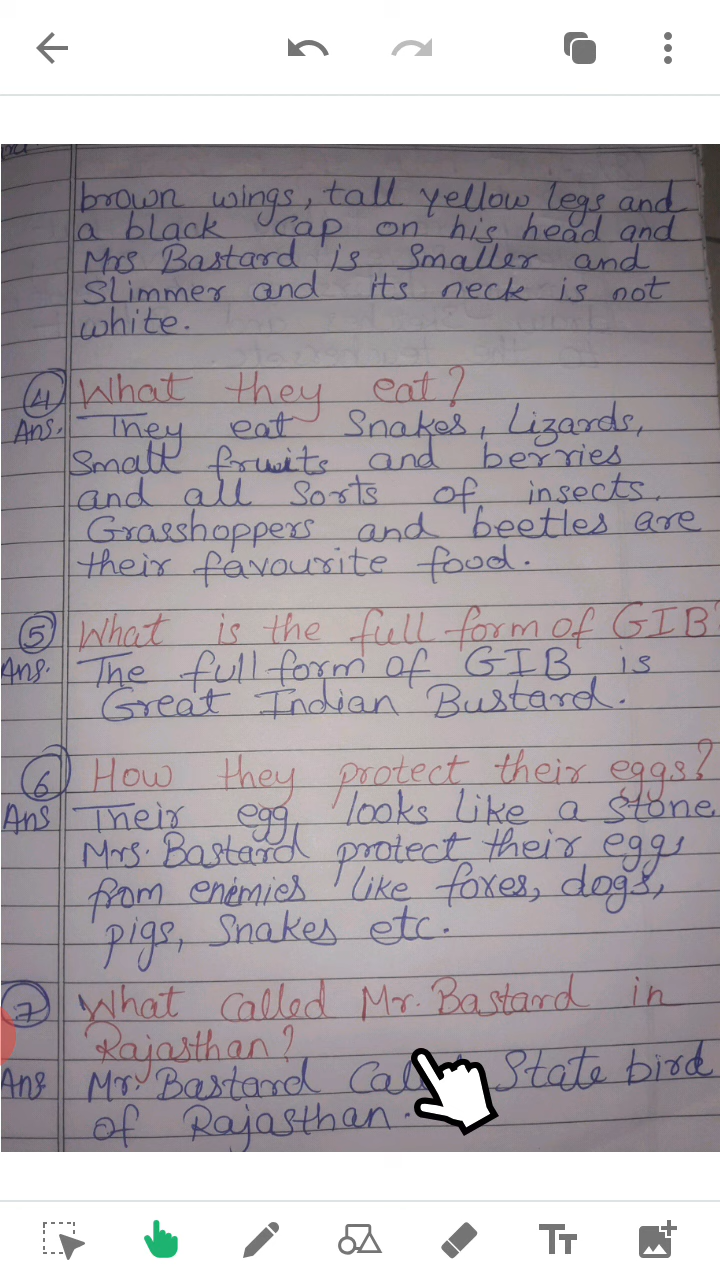 brown wings, tall yellow legs and
a black cap on his head and
Mrs Bastard is Smaller and
Slimmer and its neck is not
white.
4 What they eat?
Ans. They eat Snakes, Lizards,
Small fruits and berries
and all Sorts of insects.
Grasshoppers and beetles are
their favourite food.
5 What is the full form of GIB?
Ans. The full form of GIB is
Great Indian Bustard.
6 How they protect their eggs?
Ans Their egg looks like a stone.
Mrs. Bastard protect their eggs
from enemies like foxes, dogs,
pigs, Snakes etc.
7 What called Mr. Bastard in
Rajasthan?
Ans Mr. Bastard State bird
of Rajasthan.
TT